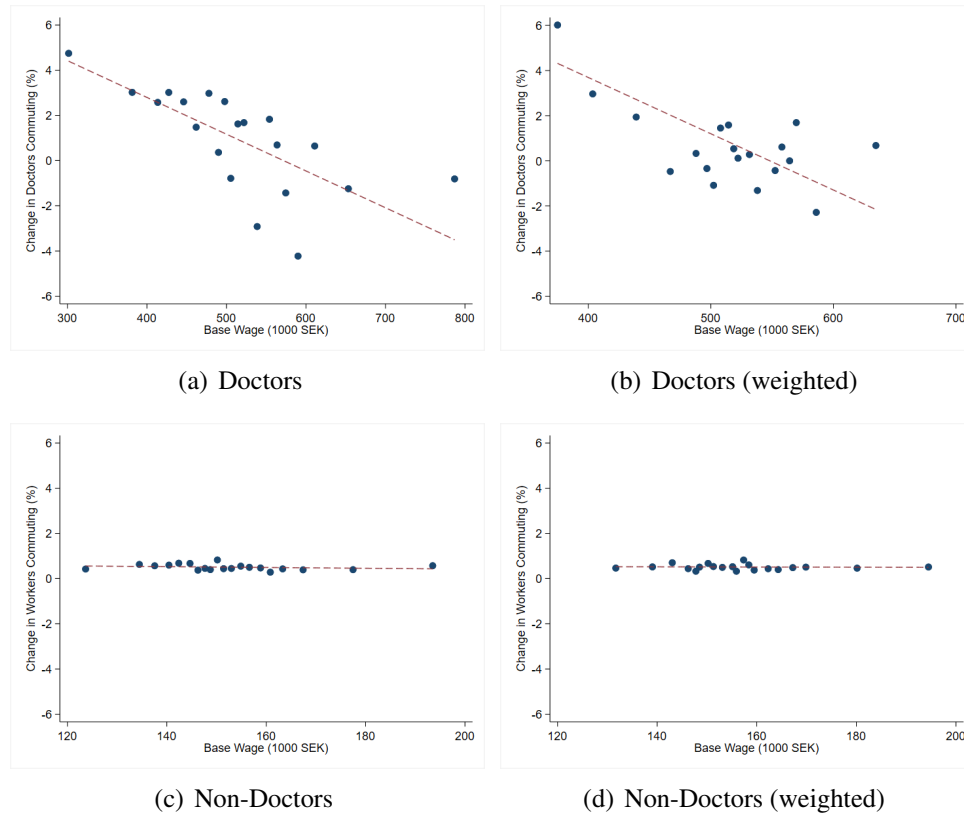 Change in Doctors Commuting (%)
6
4
2
0
-2
-4
-6
300 400 500 600 700 800
Base Wage (1000 SEK)
(a) Doctors
Change in Doctors Commuting (%)
6
4
2
0
-2
-4
-6
400 500 600 700
Base Wage (1000 SEK)
(b) Doctors (weighted)
Change in Workers Commuting (%)
6
4
2
0
-2
-4
-6
120 140 160 180 200
Base Wage (1000 SEK)
(c) Non-Doctors
Change in Workers Commuting (%)
6
4
2
0
-2
-4
-6
120 140 160 180 200
Base Wage (1000 SEK)
(d) Non-Doctors (weighted)